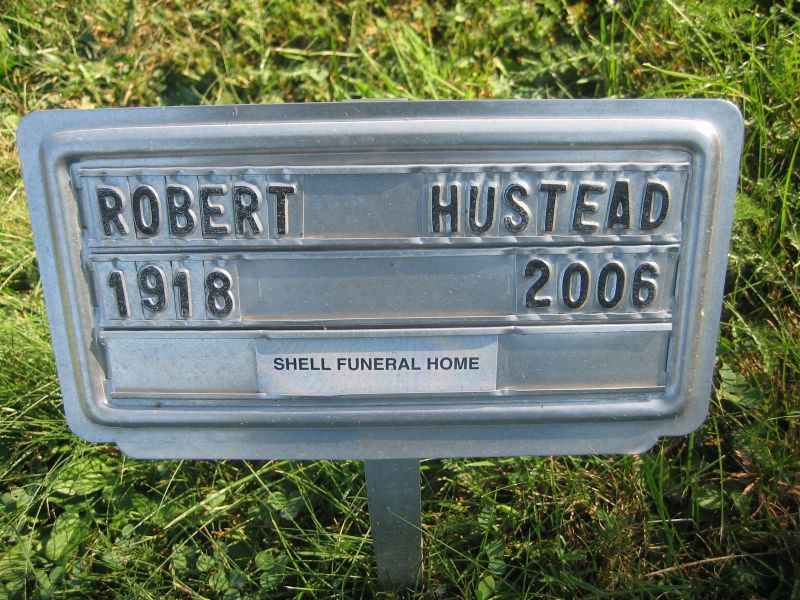 ROBERT HUSTEAD
1918 2006
SHELL FUNERAL HOME